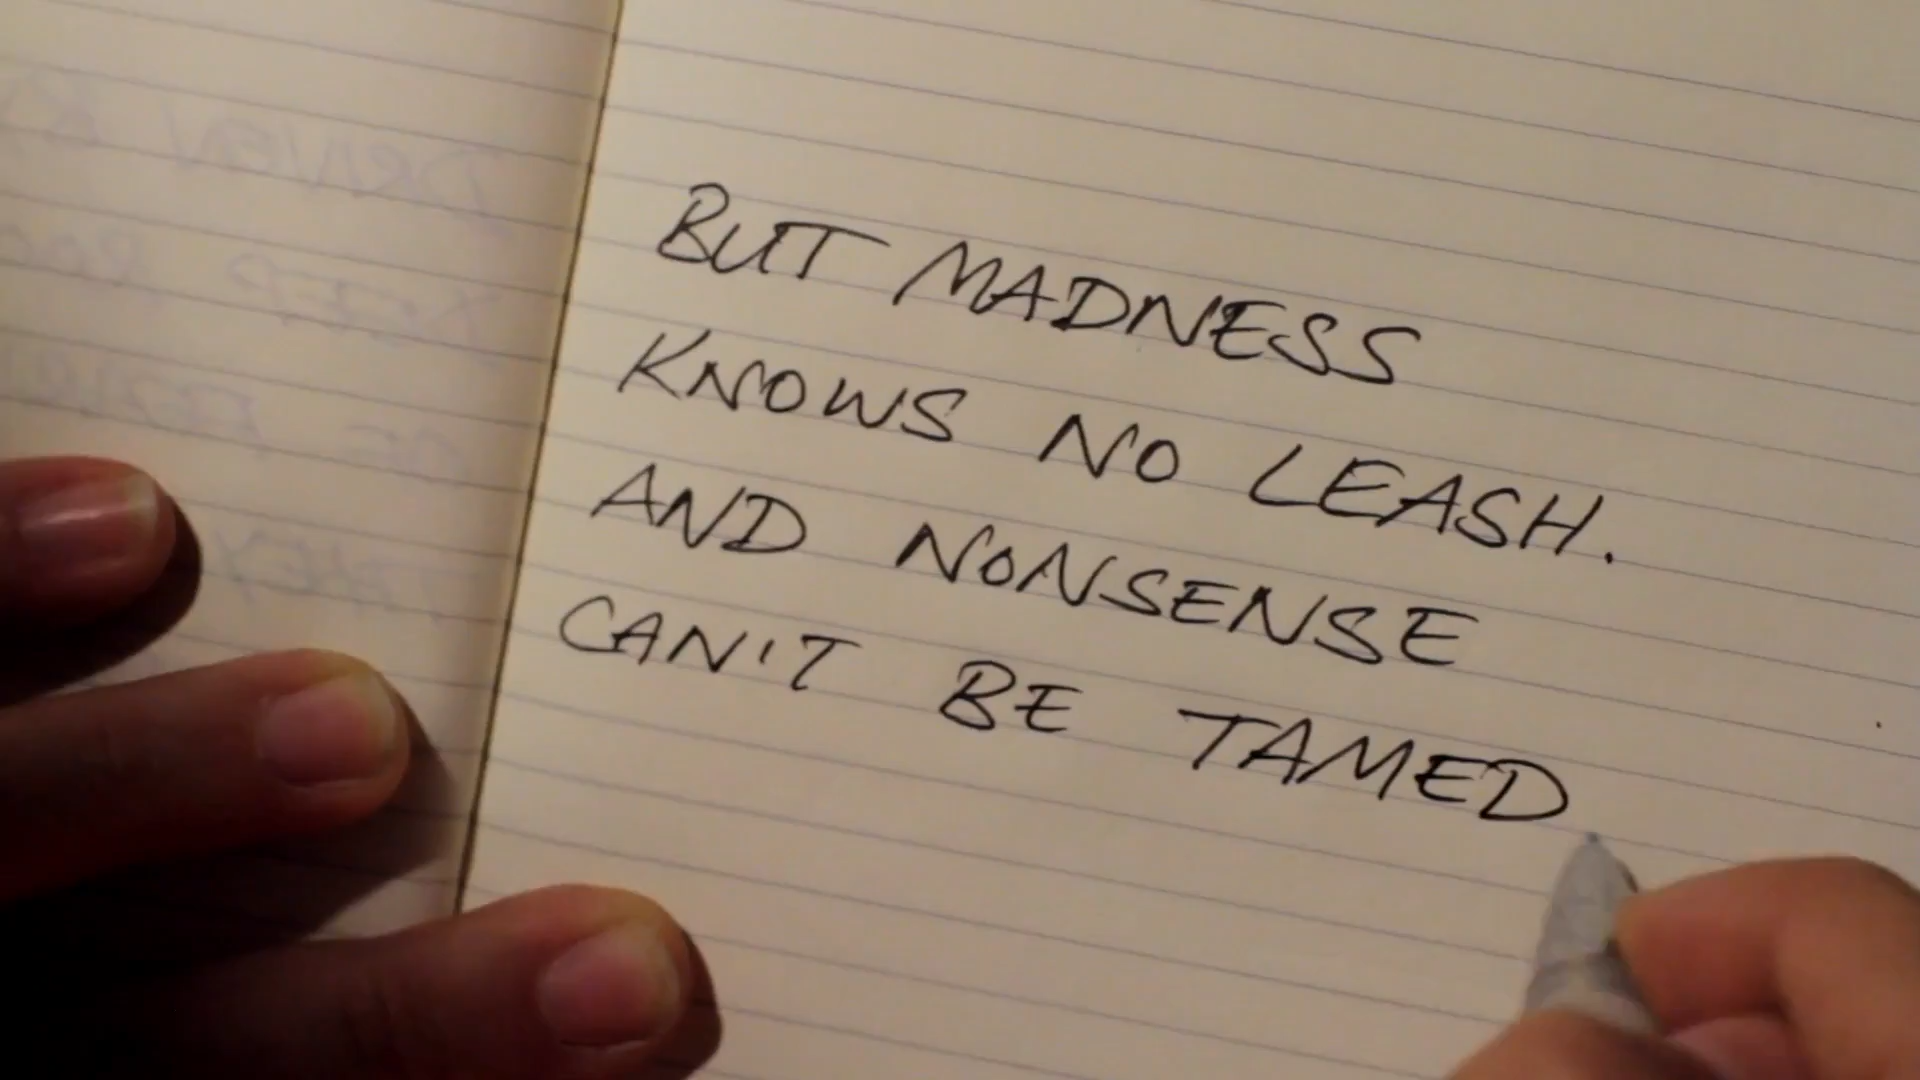 BUT MADNESS
KNOWS NO LEASH.
AND NONSENSE
CAN'T BE TAMED